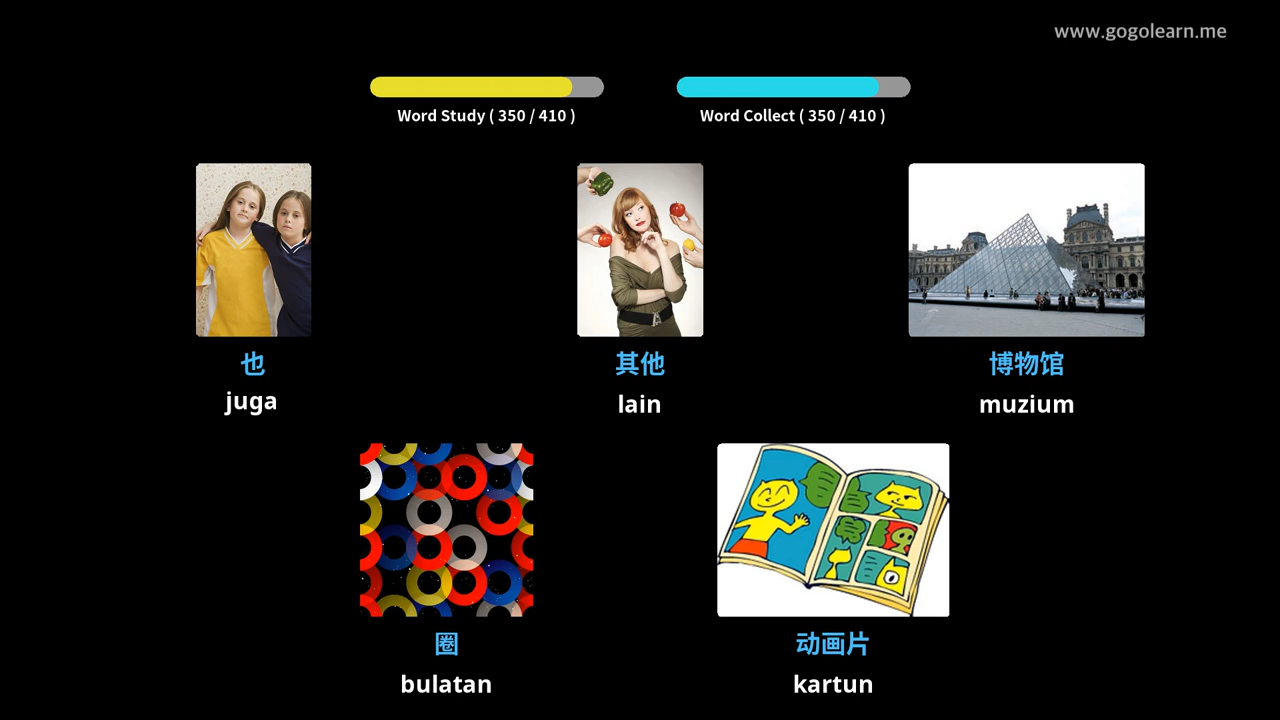 www.gogolearn.me
Word Study ( 350 / 410 )
Word Collect ( 350 / 410 )
也
juga
其他
lain
博物馆
muzium
圈
bulatan
动画片
kartun